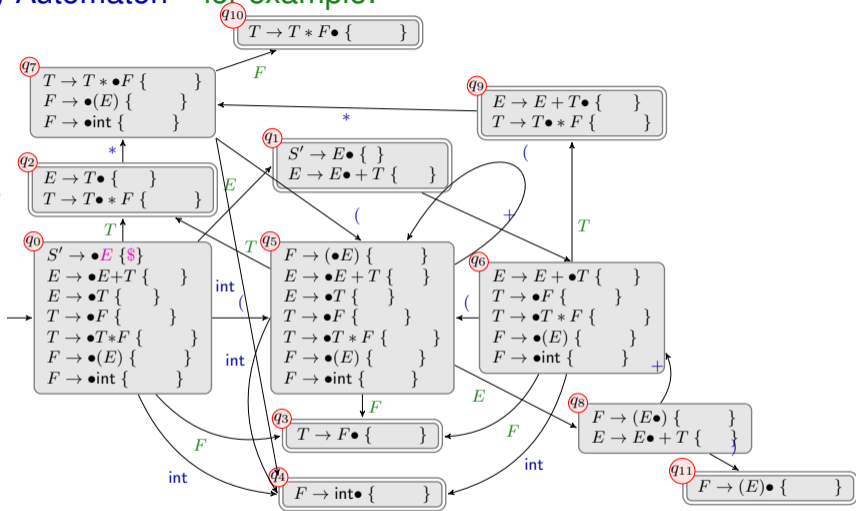 q10
T → T * F• {     }
q7
T → T * •F {     }
F → •(E) {     }
F → •int {     }
F
q9
E → E + T• {     }
T → T• * F {     }
*
q1
S′ → E• { }
E → E• + T {     }
(
*
q2
E → T• {     }
T → T• * F {     }
E
(
+
T
T
T
q0
S′ → •E {$}
E → •E+T {     }
E → •T {     }
T → •F {     }
T → •T*F {     }
F → •(E) {     }
F → •int {     }
int
(
int
q5
F → (•E) {     }
E → •E + T {     }
E → •T {     }
T → •F {     }
T → •T * F {     }
F → •(E) {     }
F → •int {     }
(
q6
E → E + •T {     }
T → •F {     }
T → •T * F {     }
F → •(E) {     }
F → •int {     }
+
E
F
q8
F → (E•) {     }
E → E• + T {     }
)
q3
T → F• {     }
F
F
int
int
q4
F → int• {     }
q11
F → (E)• {     }